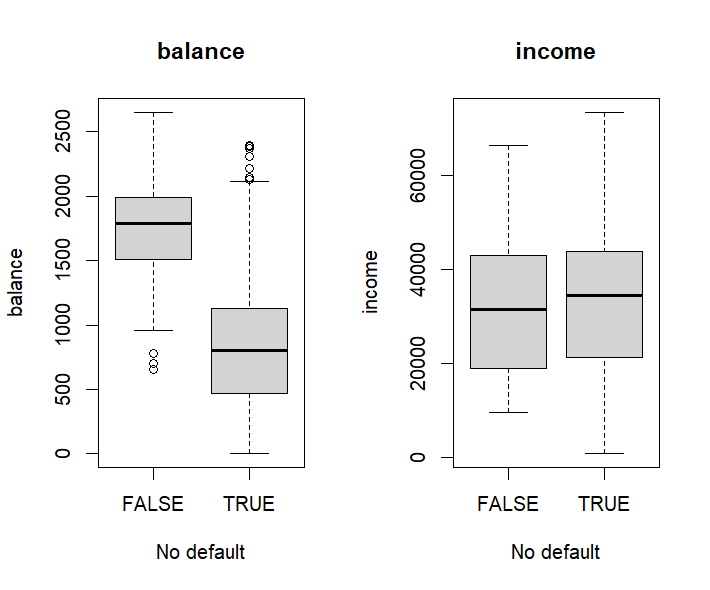 balance
balance
0
500
1000
1500
2000
2500
FALSE TRUE
No default
income
income
0
20000
40000
60000
FALSE TRUE
No default